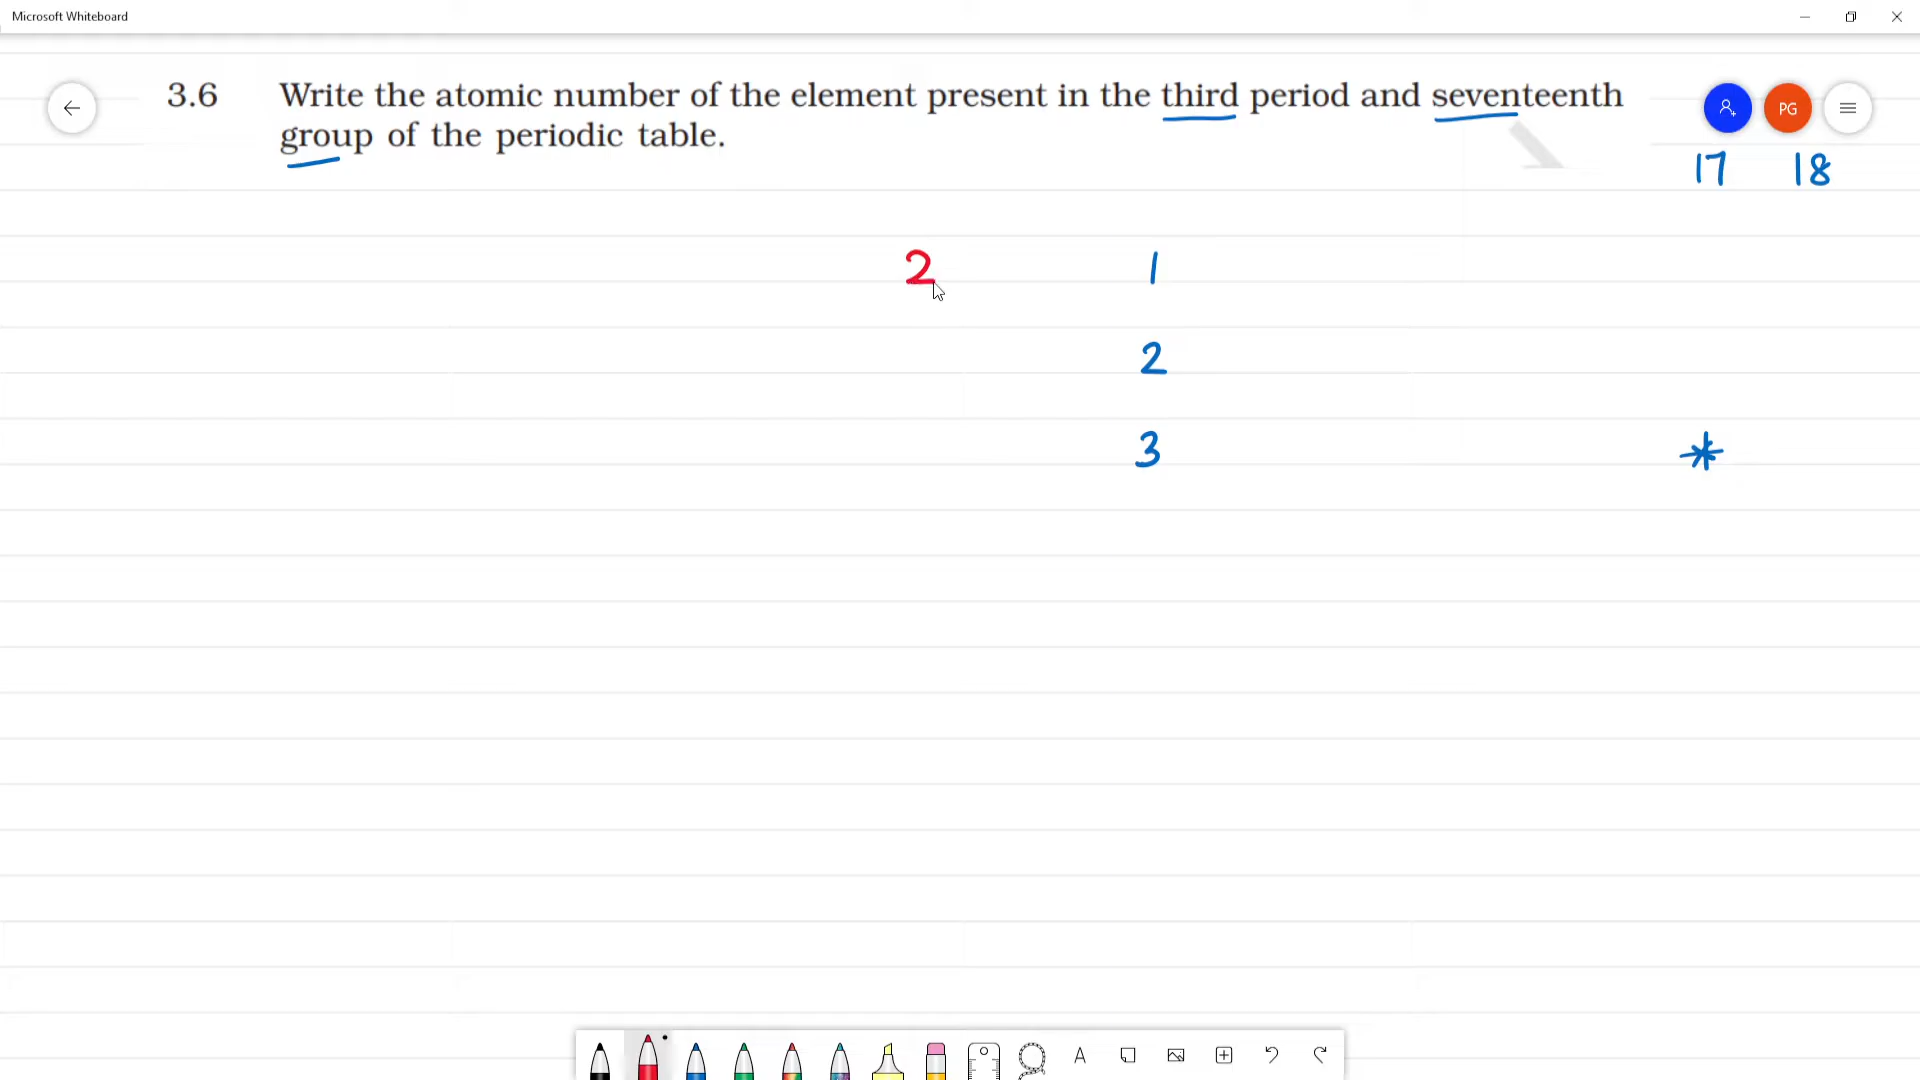 Microsoft Whiteboard
3.6 Write the atomic number of the element present in the third period and seventeenth
group of the periodic table.
PG
17 18
2 1
2
3 *
A